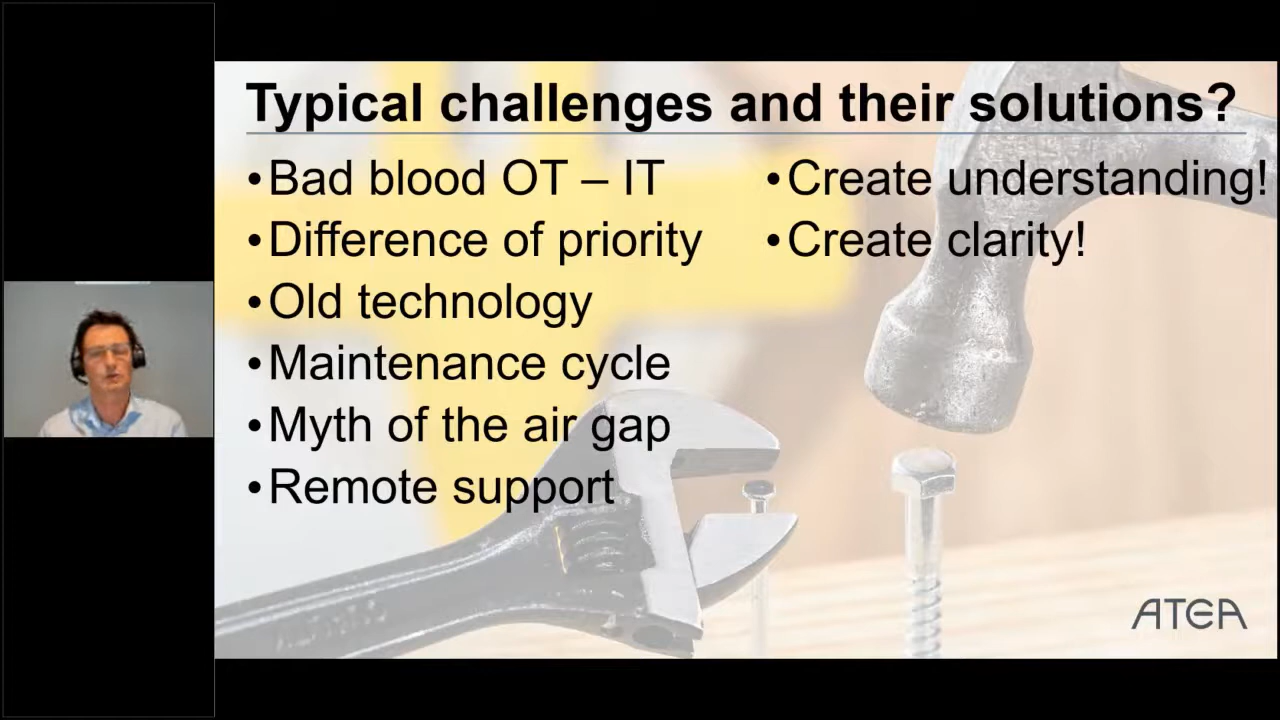 Typical challenges and their solutions?
•Bad blood OT – IT
•Difference of priority
•Old technology
•Maintenance cycle
•Myth of the air gap
•Remote support
•Create understanding!
•Create clarity!
ATEA